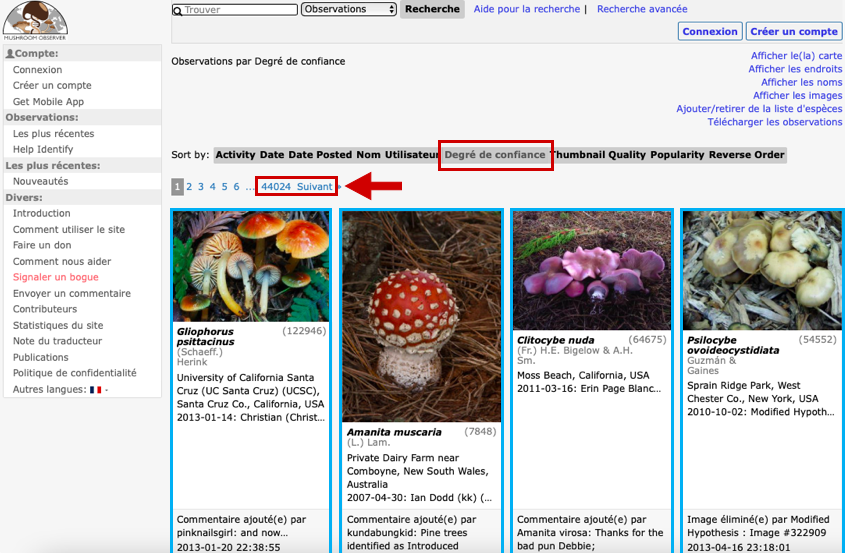 MUSHROOM OBSERVER
Trouver Observations Recherche Aide pour la recherche | Recherche avancée
Connexion Créer un compte
Compte:
Connexion
Créer un compte
Get Mobile App
Observations:
Les plus récentes
Help Identify
Les plus récentes:
Nouveautés
Divers:
Introduction
Comment utiliser le site
Faire un don
Comment nous aider
Signaler un bogue
Envoyer un commentaire
Contributeurs
Statistiques du site
Note du traducteur
Publications
Politique de confidentialité
Autres langues: -
Observations par Degré de confiance
Afficher le(la) carte
Afficher les endroits
Afficher les noms
Afficher les images
Ajouter/retirer de la liste d'espèces
Télécharger les observations
Sort by: Activity Date Date Posted Nom Utilisateur Degré de confiance Thumbnail Quality Popularity Reverse Order
1 2 3 4 5 6 ... 44024 Suivant »
Gliophorus (122946)
psittacinus
(Schaeff.)
Herink
University of California Santa
Cruz (UC Santa Cruz) (UCSC),
Santa Cruz Co., California, USA
2013-01-14: Christian (Christ...
Commentaire ajouté(e) par
pinknailsgirl: and now...
2013-01-20 22:38:55
Amanita muscaria (7848)
(L.) Lam.
Private Dairy Farm near
Comboyne, New South Wales,
Australia
2007-04-30: Ian Dodd (kk) (...
Commentaire ajouté(e) par
kundabungkid: Pine trees
identified as Introduced
Clitocybe nuda (64675)
(Fr.) H.E. Bigelow & A.H.
Sm.
Moss Beach, California, USA
2011-03-16: Erin Page Blanc...
Commentaire ajouté(e) par
Amanita virosa: Thanks for the
bad pun Debbie;
Psilocybe (54552)
ovoideocystidiata
Guzmán &
Gaines
Sprain Ridge Park, West
Chester Co., New York, USA
2010-10-02: Modified Hypoth...
Image éliminé(e) par Modified
Hypothesis : Image #322909
2013-04-16 23:18:01